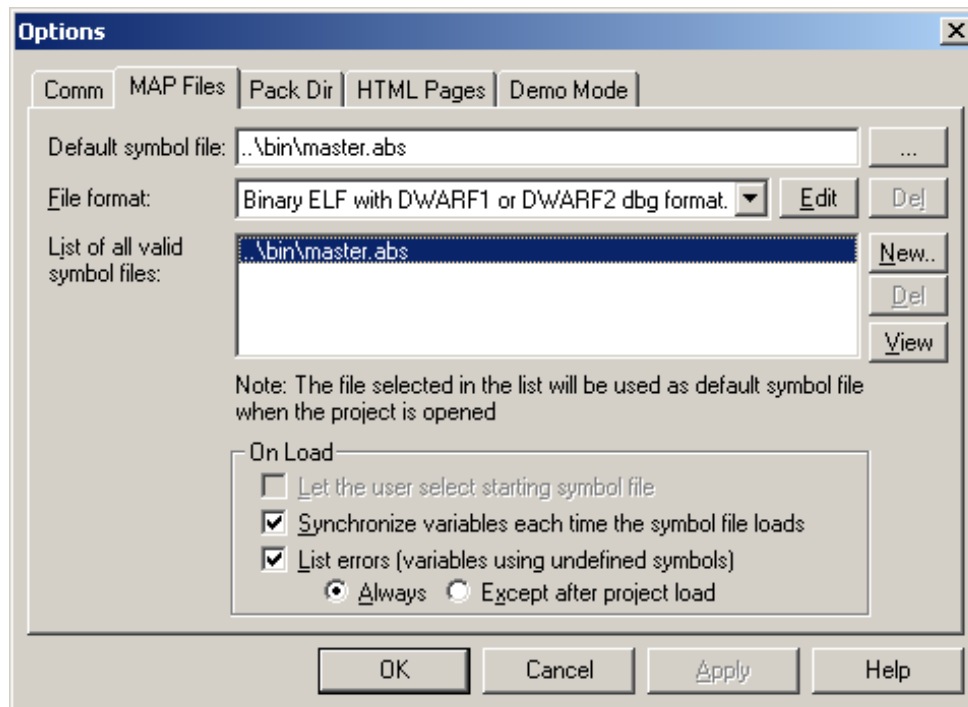 Options
Comm MAP Files Pack Dir HTML Pages Demo Mode
Default symbol file: ..\bin\master.abs ...
File format: Binary ELF with DWARF1 or DWARF2 dbg format. Edit Del
List of all valid
symbol files:
..\bin\master.abs
New..
Del
View
Note: The file selected in the list will be used as default symbol file
when the project is opened
On Load
Let the user select starting symbol file
Synchronize variables each time the symbol file loads
List errors (variables using undefined symbols)
Always Except after project load
OK Cancel Apply Help